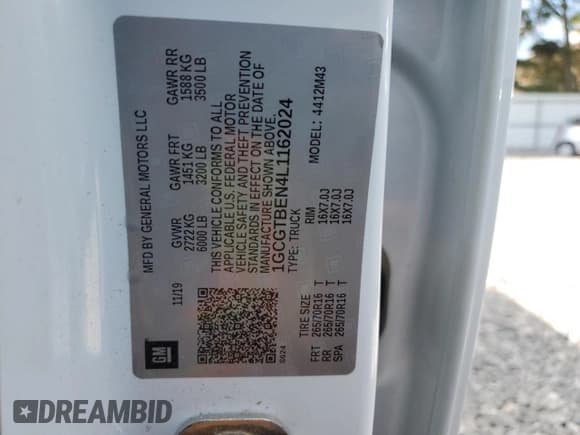 MFD BY GENERAL MOTORS LLC
11/19
GVWR GAWR FRT GAWR RR
2722 KG 1451 KG 1588 KG
6000 LB 3200 LB 3500 LB
THIS VEHICLE CONFORMS TO ALL
APPLICABLE U.S. FEDERAL MOTOR
VEHICLE SAFETY AND THEFT PREVENTION
STANDARDS IN EFFECT ON THE DATE OF
MANUFACTURE SHOWN ABOVE.
1GCGTBEN4L1162024
TYPE: TRUCK MODEL: 4412M43
TIRE SIZE RIM
FRT 265/70R16 T 16X7.0J
RR 265/70R16 T 16X7.0J
SPA 265/70R16 T 16X7.0J
GM
DREAMBID